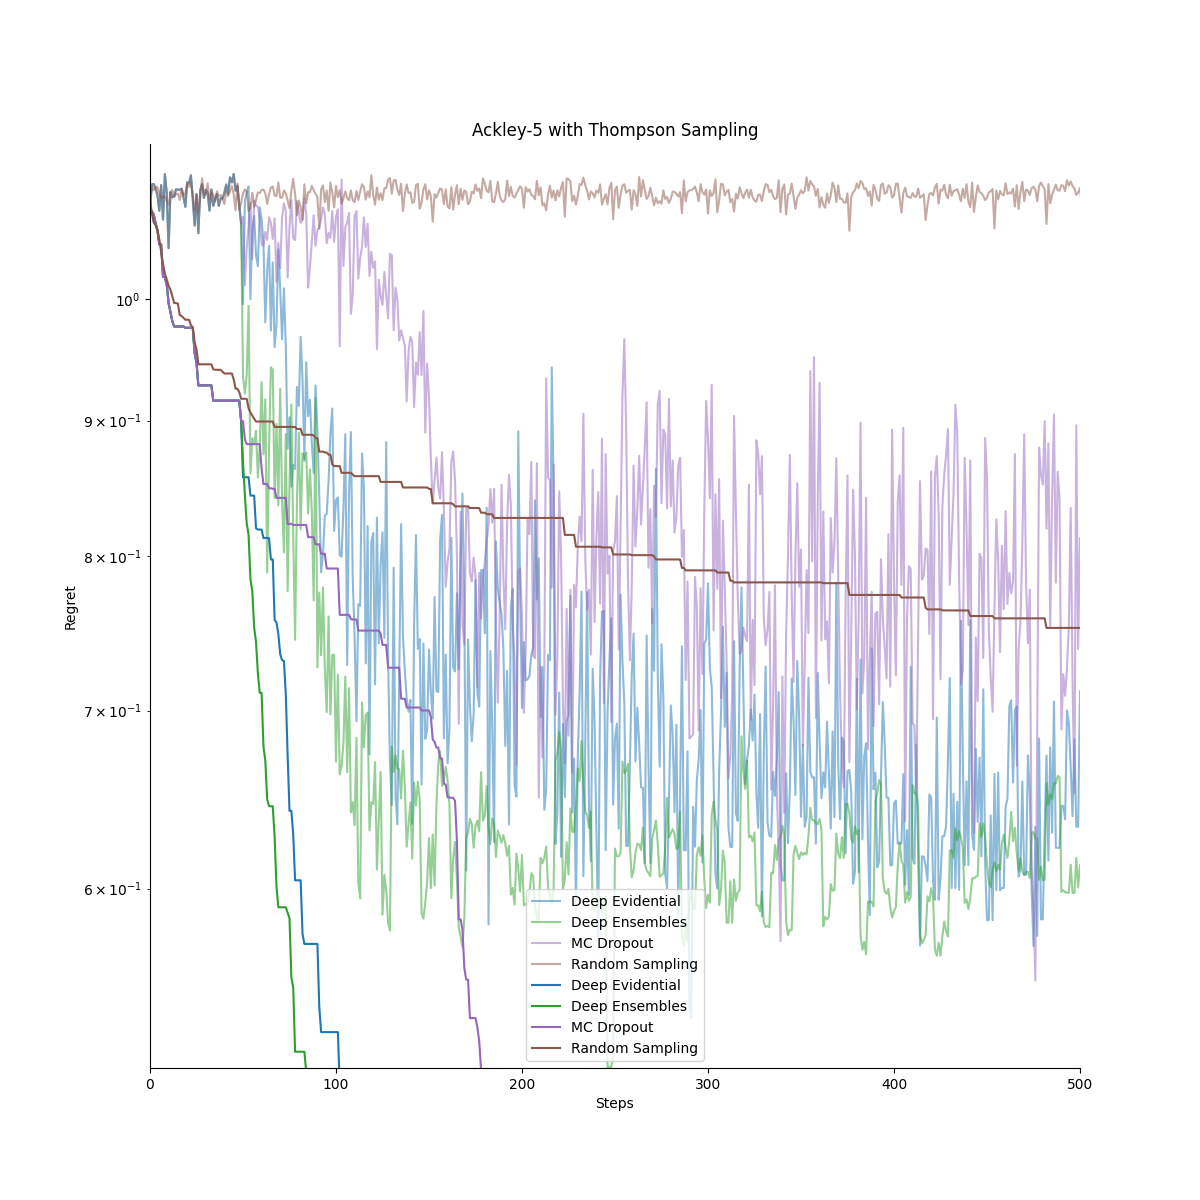 Ackley-5 with Thompson Sampling
10⁰
9 × 10⁻¹
8 × 10⁻¹
7 × 10⁻¹
6 × 10⁻¹
Regret
Deep Evidential
Deep Ensembles
MC Dropout
Random Sampling
Deep Evidential
Deep Ensembles
MC Dropout
Random Sampling
0 100 200 300 400 500
Steps